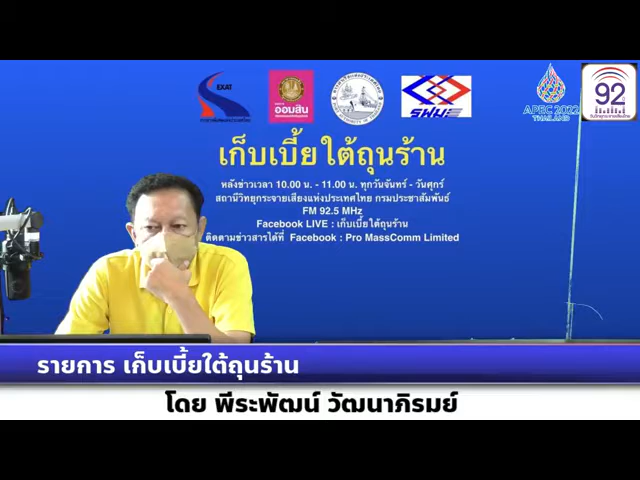 EXAT
ออมสิน
รฟม
APEC 2022
THAILAND
92
เก็บเบี้ยใต้ถุนร้าน
หลังข่าวเวลา 10.00 น. - 11.00 น. ทุกวันจันทร์ - วันศุกร์
สถานีวิทยุกระจายเสียงแห่งประเทศไทย กรมประชาสัมพันธ์
FM 92.5 MHz
Facebook LIVE : เก็บเบี้ยใต้ถุนร้าน
ติดตามข่าวสารได้ที่ Facebook : Pro MassComm Limited
รายการ เก็บเบี้ยใต้ถุนร้าน
โดย พีระพัฒน์ วัฒนาภิรมย์